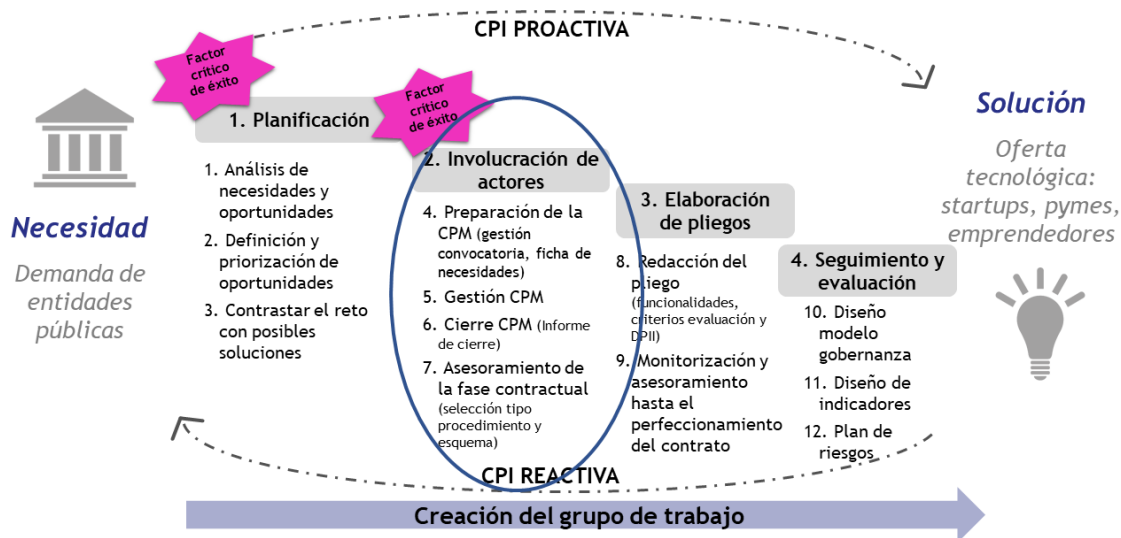 CPI PROACTIVA
Factor
crítico
de éxito
Factor
crítico
de éxito
Necesidad
Demanda de
entidades
públicas
1. Planificación
1. Análisis de
necesidades y
oportunidades
2. Definición y
priorización de
oportunidades
3. Contrastar el reto
con posibles
soluciones
2. Involucración de
actores
4. Preparación de la
CPM (gestión
convocatoria, ficha de
necesidades)
5. Gestión CPM
6. Cierre CPM (Informe
de cierre)
7. Asesoramiento de
la fase contractual
(selección tipo
procedimiento y
esquema)
3. Elaboración
de pliegos
8. Redacción del
pliego
(funcionalidades,
criterios evaluación y
DPII)
9. Monitorización y
asesoramiento
hasta el
perfeccionamiento
del contrato
4. Seguimiento y
evaluación
10. Diseño
modelo
gobernanza
11. Diseño de
indicadores
12. Plan de
riesgos
Solución
Oferta
tecnológica:
startups, pymes,
emprendedores
CPI REACTIVA
Creación del grupo de trabajo